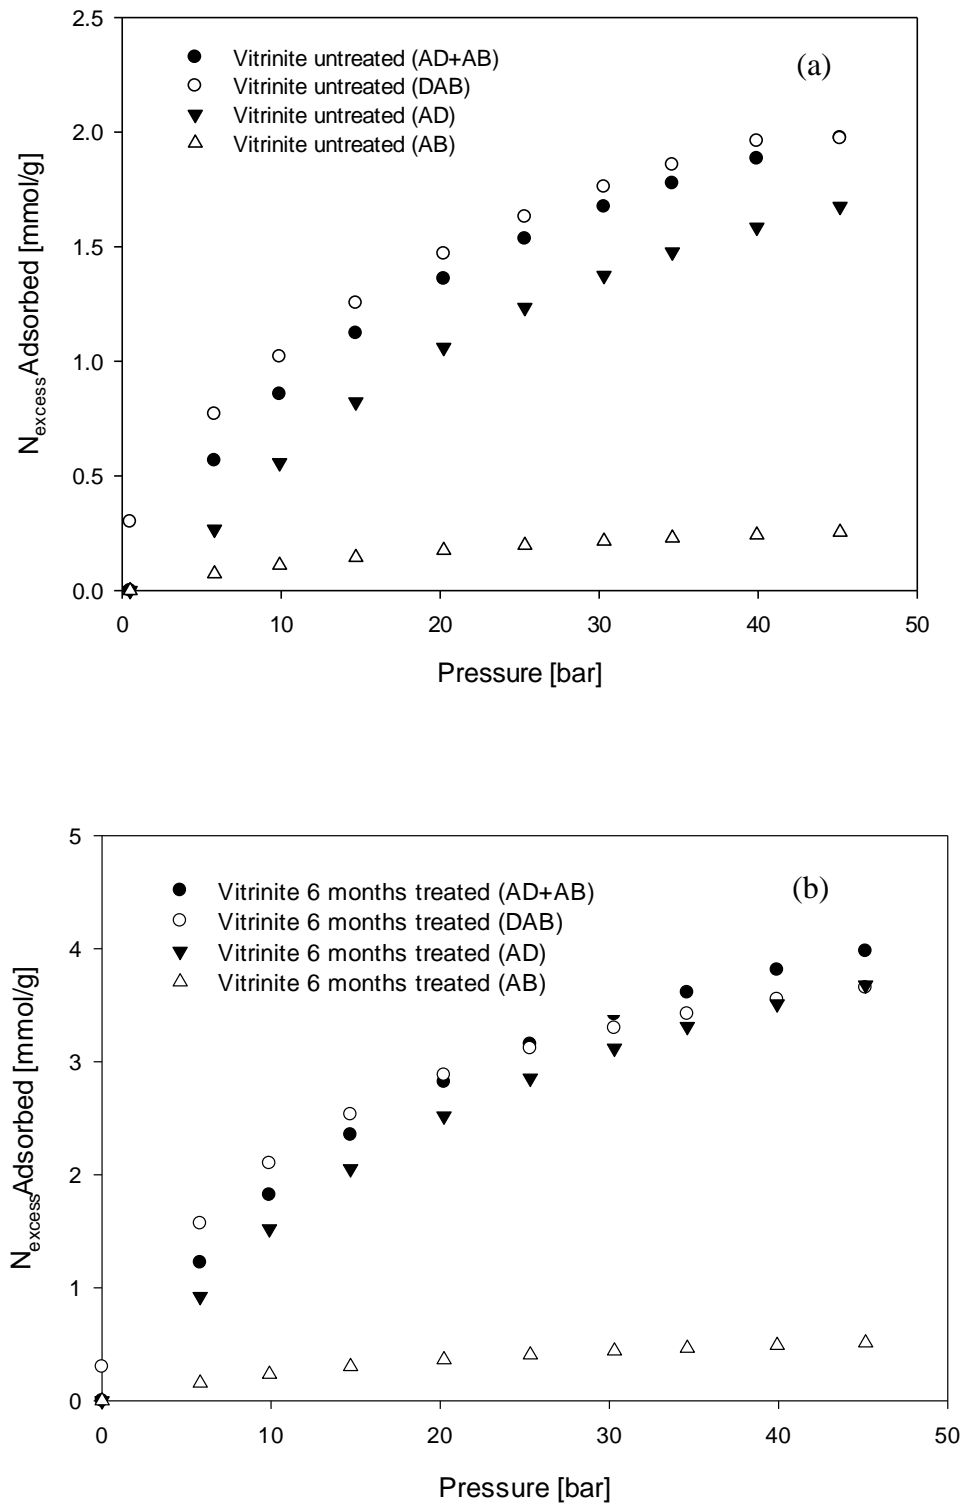 2.5
Vitrinite untreated (AD+AB)
(a)
Vitrinite untreated (DAB)
Vitrinite untreated (AD)
Vitrinite untreated (AB)
2.0
1.5
1.0
0.5
0.0
NexcessAdsorbed [mmol/g]
0 10 20 30 40 50
Pressure [bar]
5
Vitrinite 6 months treated (AD+AB)
(b)
Vitrinite 6 months treated (DAB)
Vitrinite 6 months treated (AD)
Vitrinite 6 months treated (AB)
4
3
2
1
0
NexcessAdsorbed [mmol/g]
0 10 20 30 40 50
Pressure [bar]